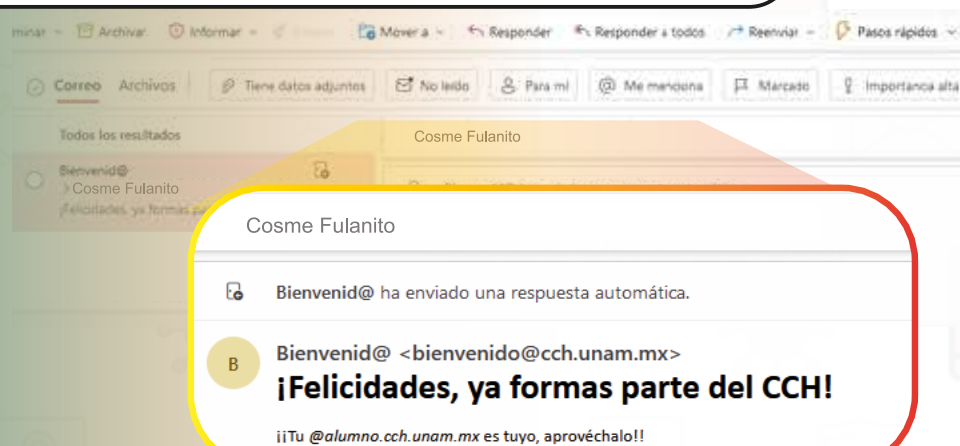 minar Archivar Informar Mover a Responder Responder a todos Reenviar Pasos rápidos
Correo Archivos Tiene datos adjuntos No leído Para mí Me menciona Marcado Importancia alta
Todos los resultados
Cosme Fulanito
Bienvenid@
> Cosme Fulanito
¡Felicidades, ya formas
Cosme Fulanito
Bienvenid@ ha enviado una respuesta automática.
B
Bienvenid@ <bienvenido@cch.unam.mx>
¡Felicidades, ya formas parte del CCH!
¡¡Tu @alumno.cch.unam.mx es tuyo, aprovéchalo!!